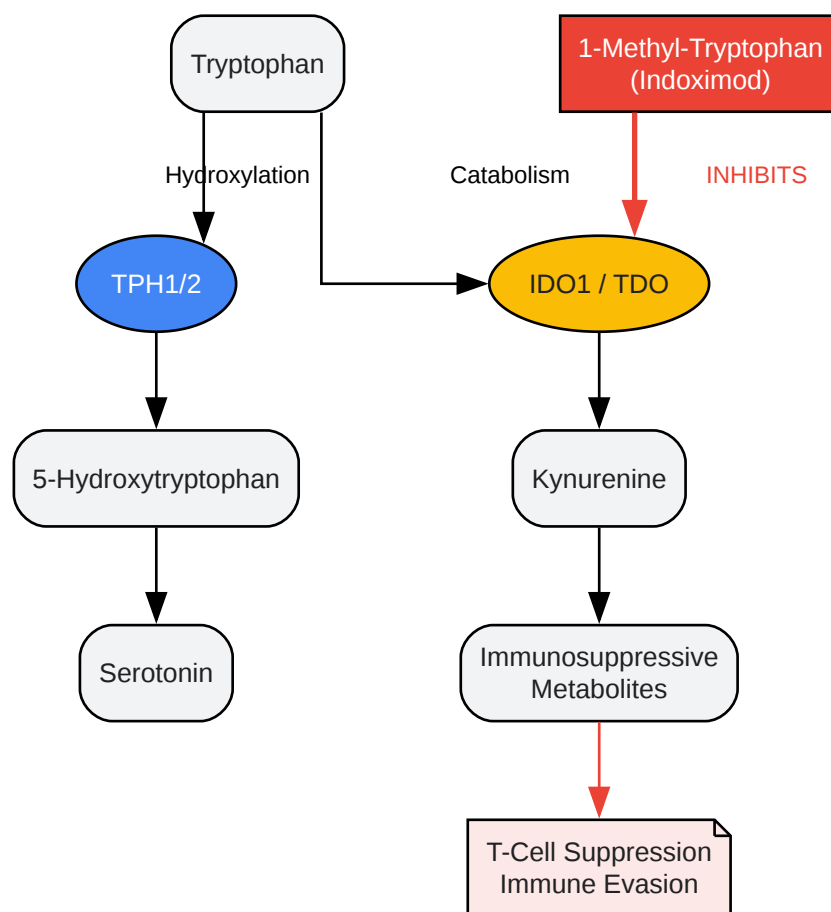 Tryptophan
1-Methyl-Tryptophan
(Indoximod)
Hydroxylation
Catabolism
INHIBITS
TPH1/2
IDO1 / TDO
5-Hydroxytryptophan
Kynurenine
Serotonin
Immunosuppressive
Metabolites
T-Cell Suppression
Immune Evasion